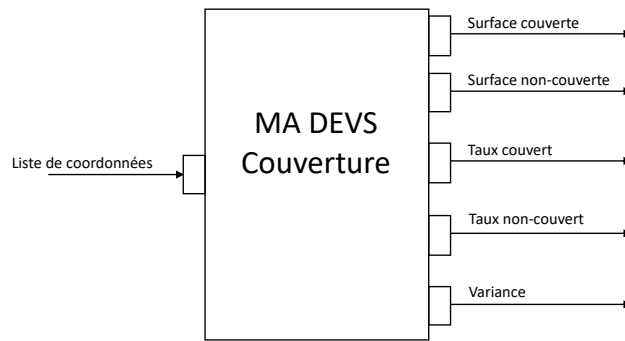 Surface couverte
Surface non-couverte
MA DEVS
Couverture
Liste de coordonnées
Taux couvert
Taux non-couvert
Variance